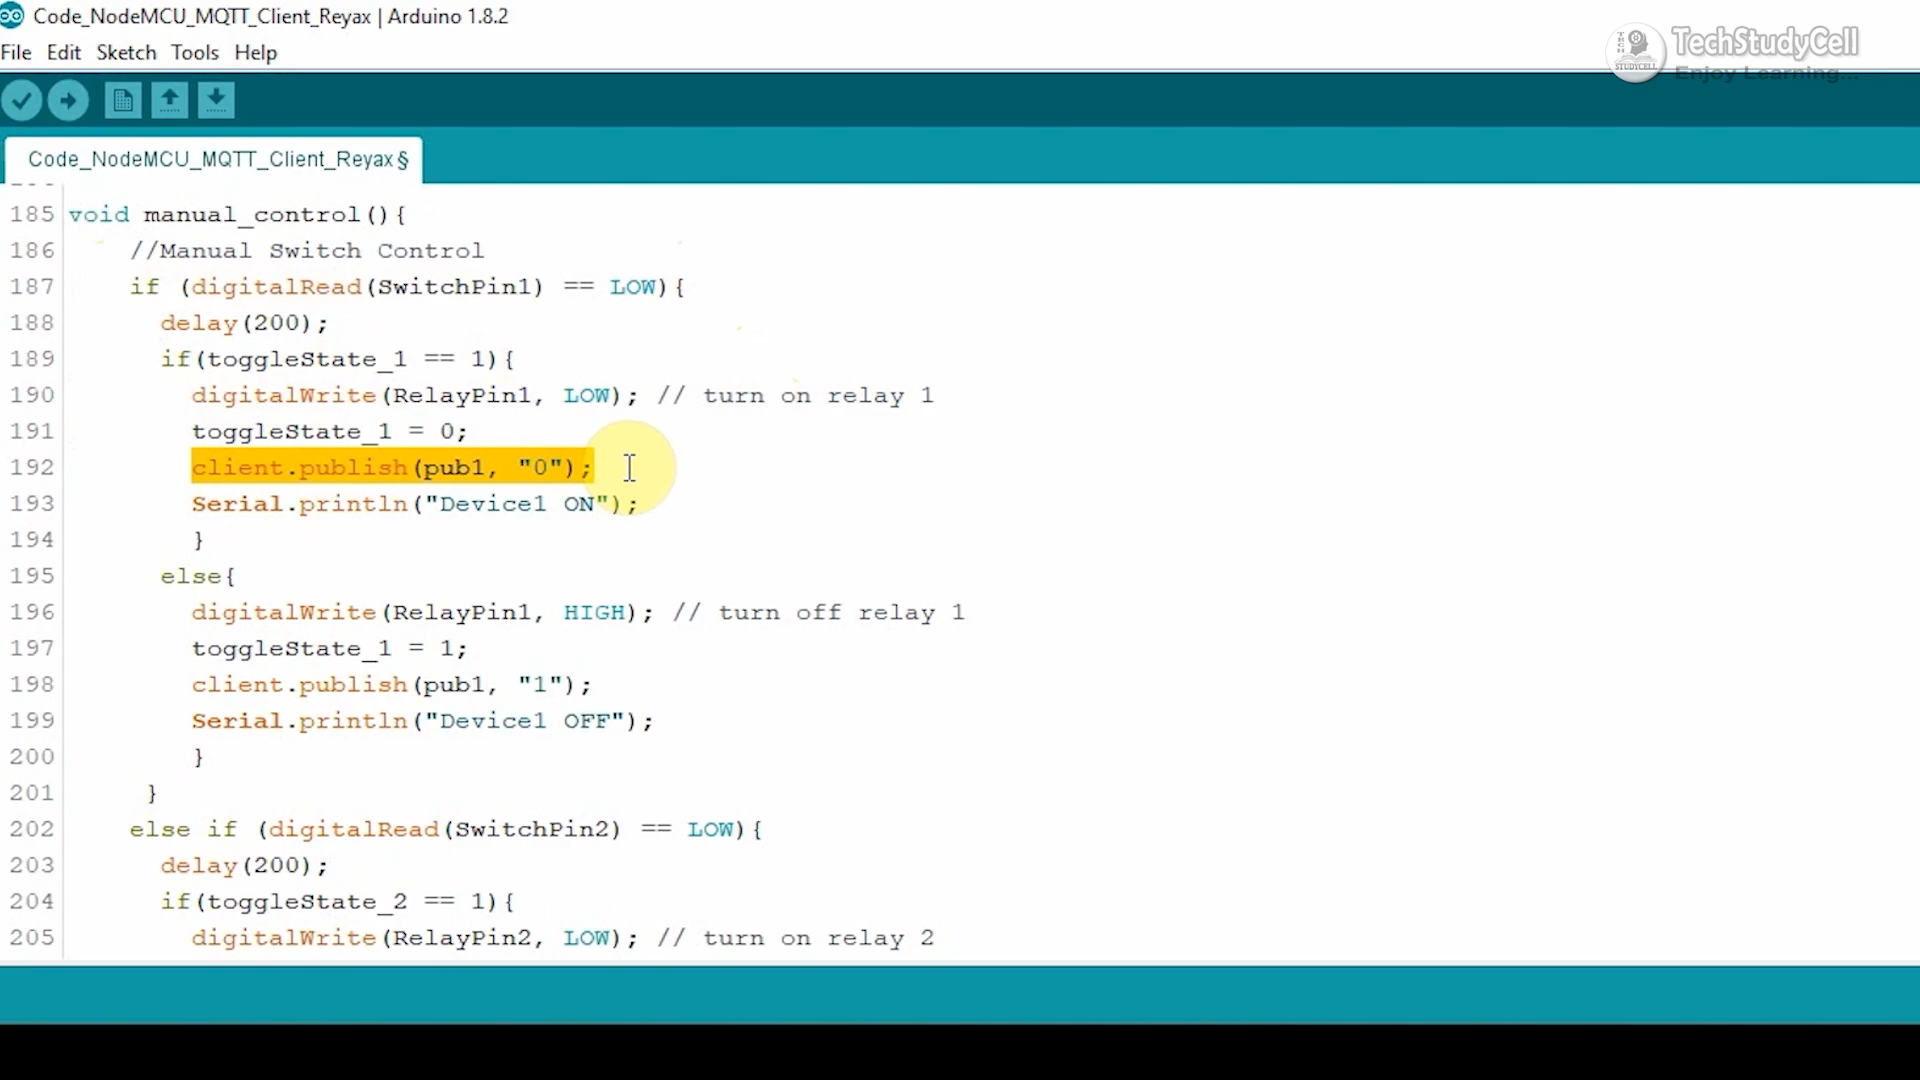 Code_NodeMCU_MQTT_Client_Reyax | Arduino 1.8.2
File Edit Sketch Tools Help
TECH STUDYCELL
TechStudyCell
Enjoy Learning...
Code_NodeMCU_MQTT_Client_Reyax §
185 void manual_control(){
186 //Manual Switch Control
187 if (digitalRead(SwitchPin1) == LOW){
188 delay(200);
189 if(toggleState_1 == 1){
190 digitalWrite(RelayPin1, LOW); // turn on relay 1
191 toggleState_1 = 0;
192 client.publish(pub1, "0");
193 Serial.println("Device1 ON");
194 }
195 else{
196 digitalWrite(RelayPin1, HIGH); // turn off relay 1
197 toggleState_1 = 1;
198 client.publish(pub1, "1");
199 Serial.println("Device1 OFF");
200 }
201 }
202 else if (digitalRead(SwitchPin2) == LOW){
203 delay(200);
204 if(toggleState_2 == 1){
205 digitalWrite(RelayPin2, LOW); // turn on relay 2